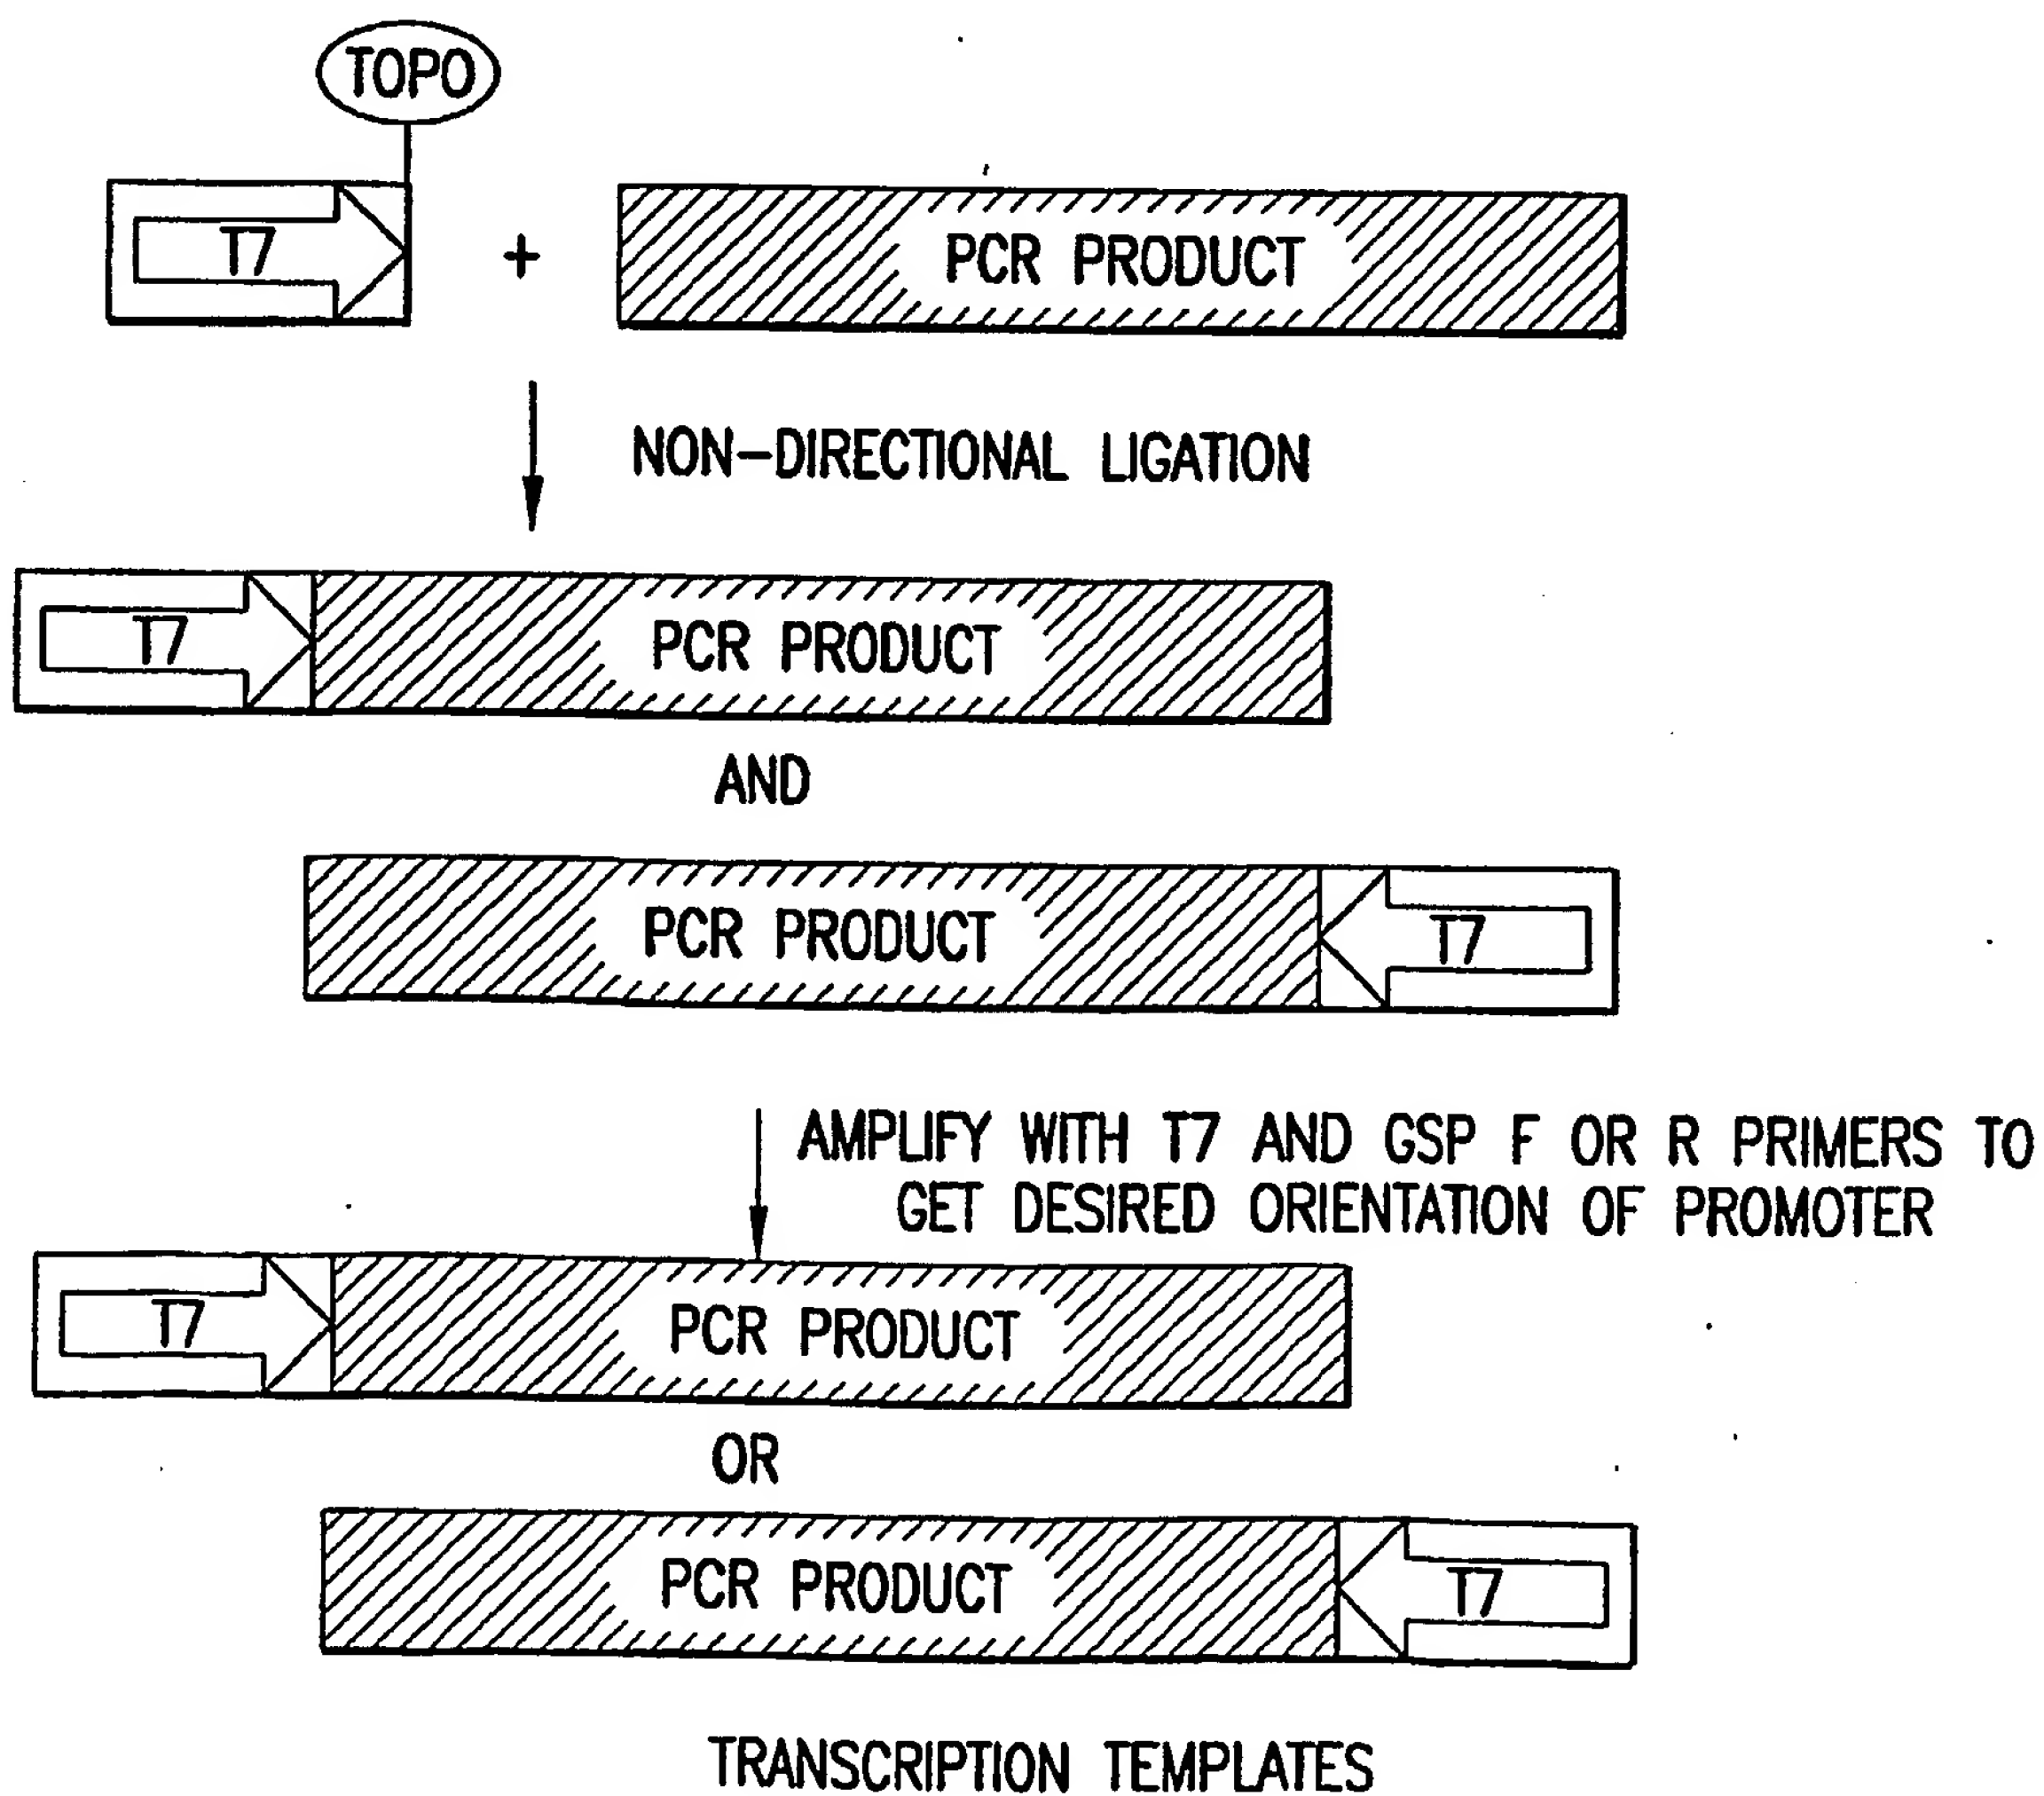 TOPO
T7 + PCR PRODUCT
NON-DIRECTIONAL LIGATION
T7 PCR PRODUCT
AND
PCR PRODUCT T7
AMPLIFY WITH T7 AND GSP F OR R PRIMERS TO
GET DESIRED ORIENTATION OF PROMOTER
T7 PCR PRODUCT
OR
PCR PRODUCT T7
TRANSCRIPTION TEMPLATES